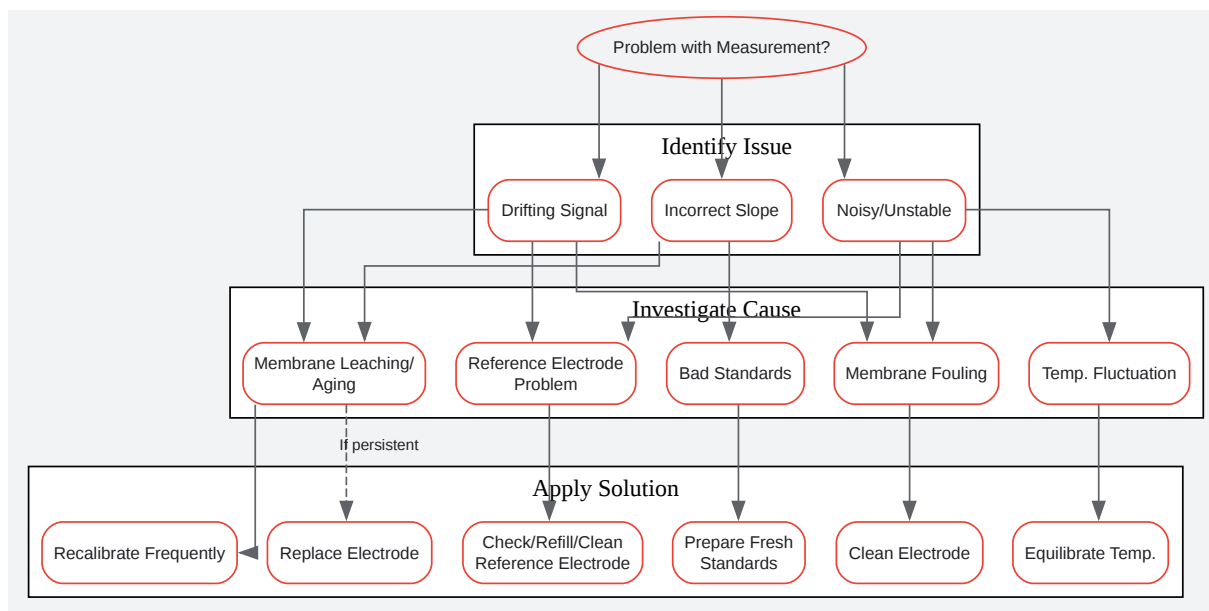 Problem with Measurement?
Identify Issue
Drifting Signal
Incorrect Slope
Noisy/Unstable
Investigate Cause
Membrane Leaching/
Aging
Reference Electrode
Problem
Bad Standards
Membrane Fouling
Temp. Fluctuation
If persistent
Apply Solution
Recalibrate Frequently
Replace Electrode
Check/Refill/Clean
Reference Electrode
Prepare Fresh
Standards
Clean Electrode
Equilibrate Temp.